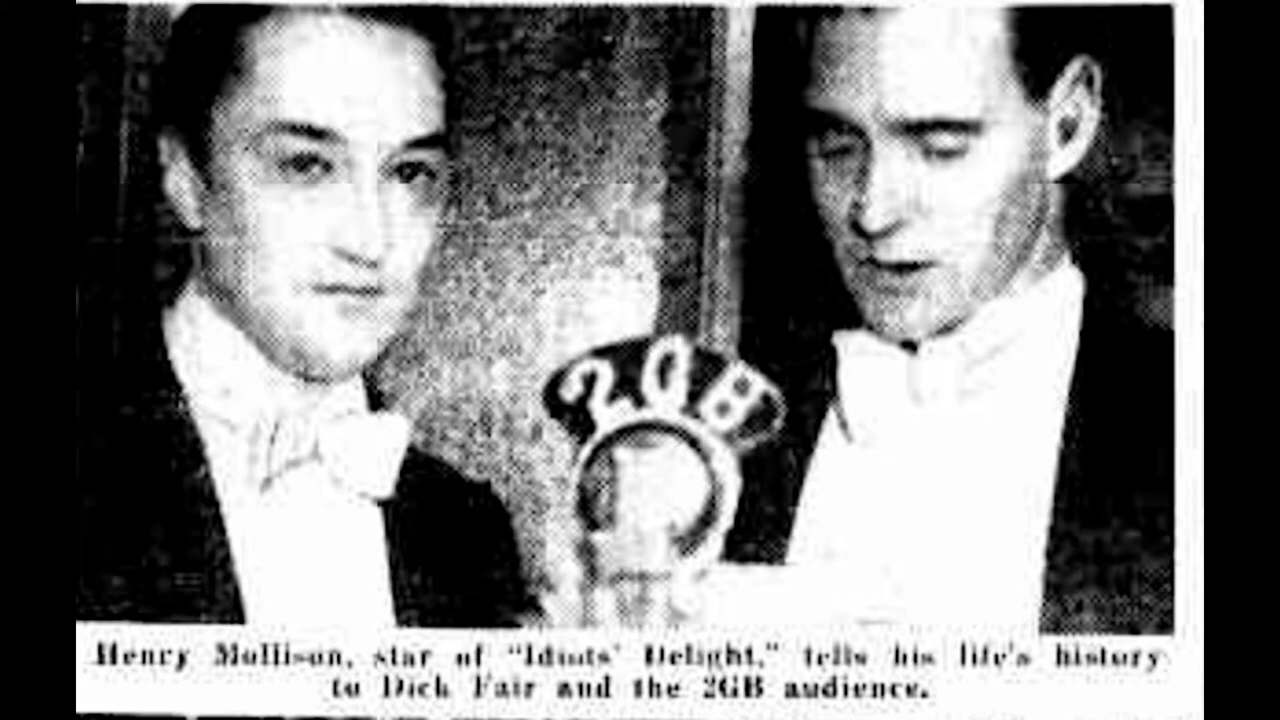 2GB
Henry Mollison, star of "Idiots' Delight," tells his life's history
to Dick Fair and the 2GB audience.